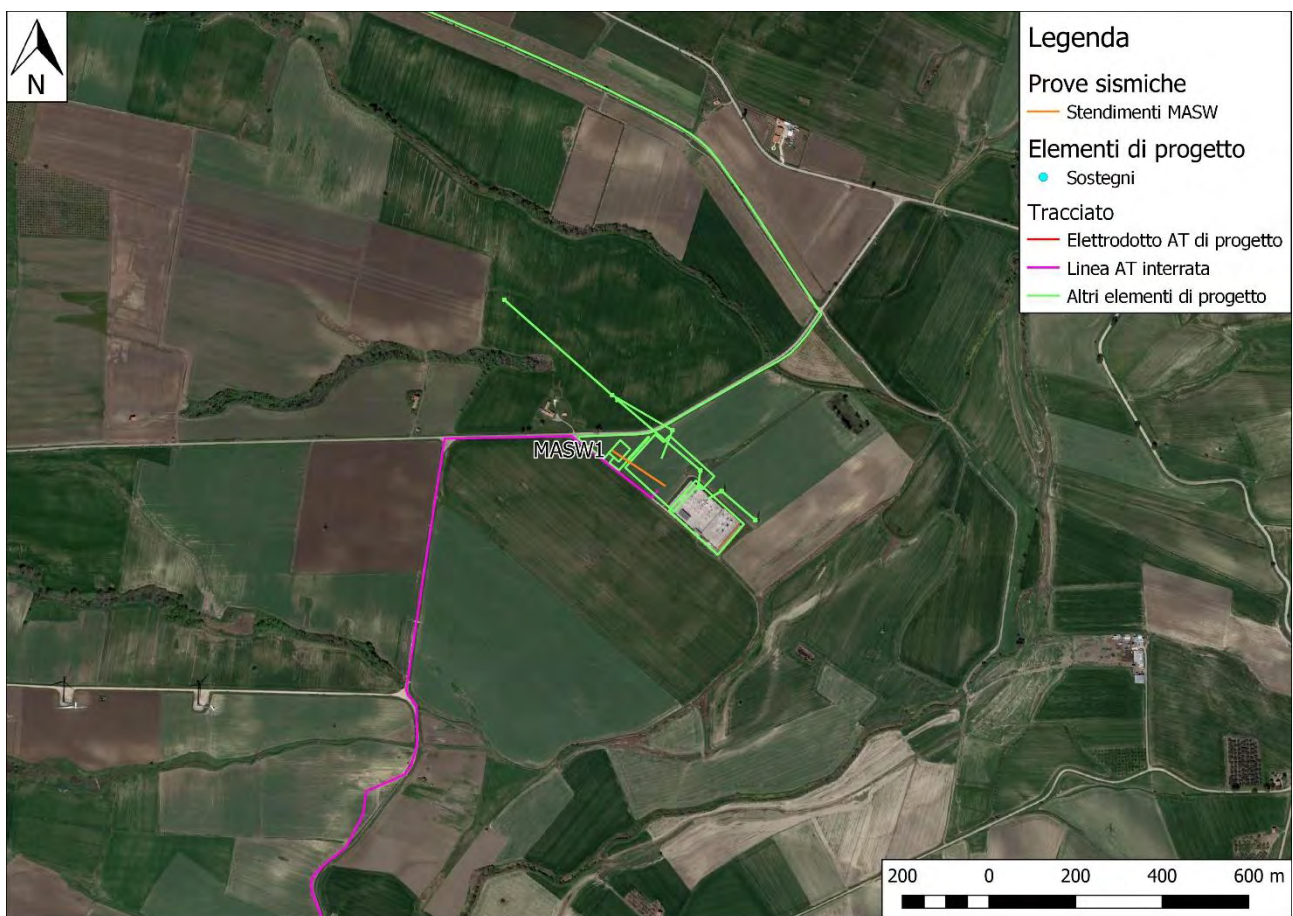 N
Legenda
Prove sismiche
Stendimenti MASW
Elementi di progetto
Sostegni
Tracciato
Elettrodotto AT di progetto
Linea AT interrata
Altri elementi di progetto
MASW1
200 0 200 400 600 m